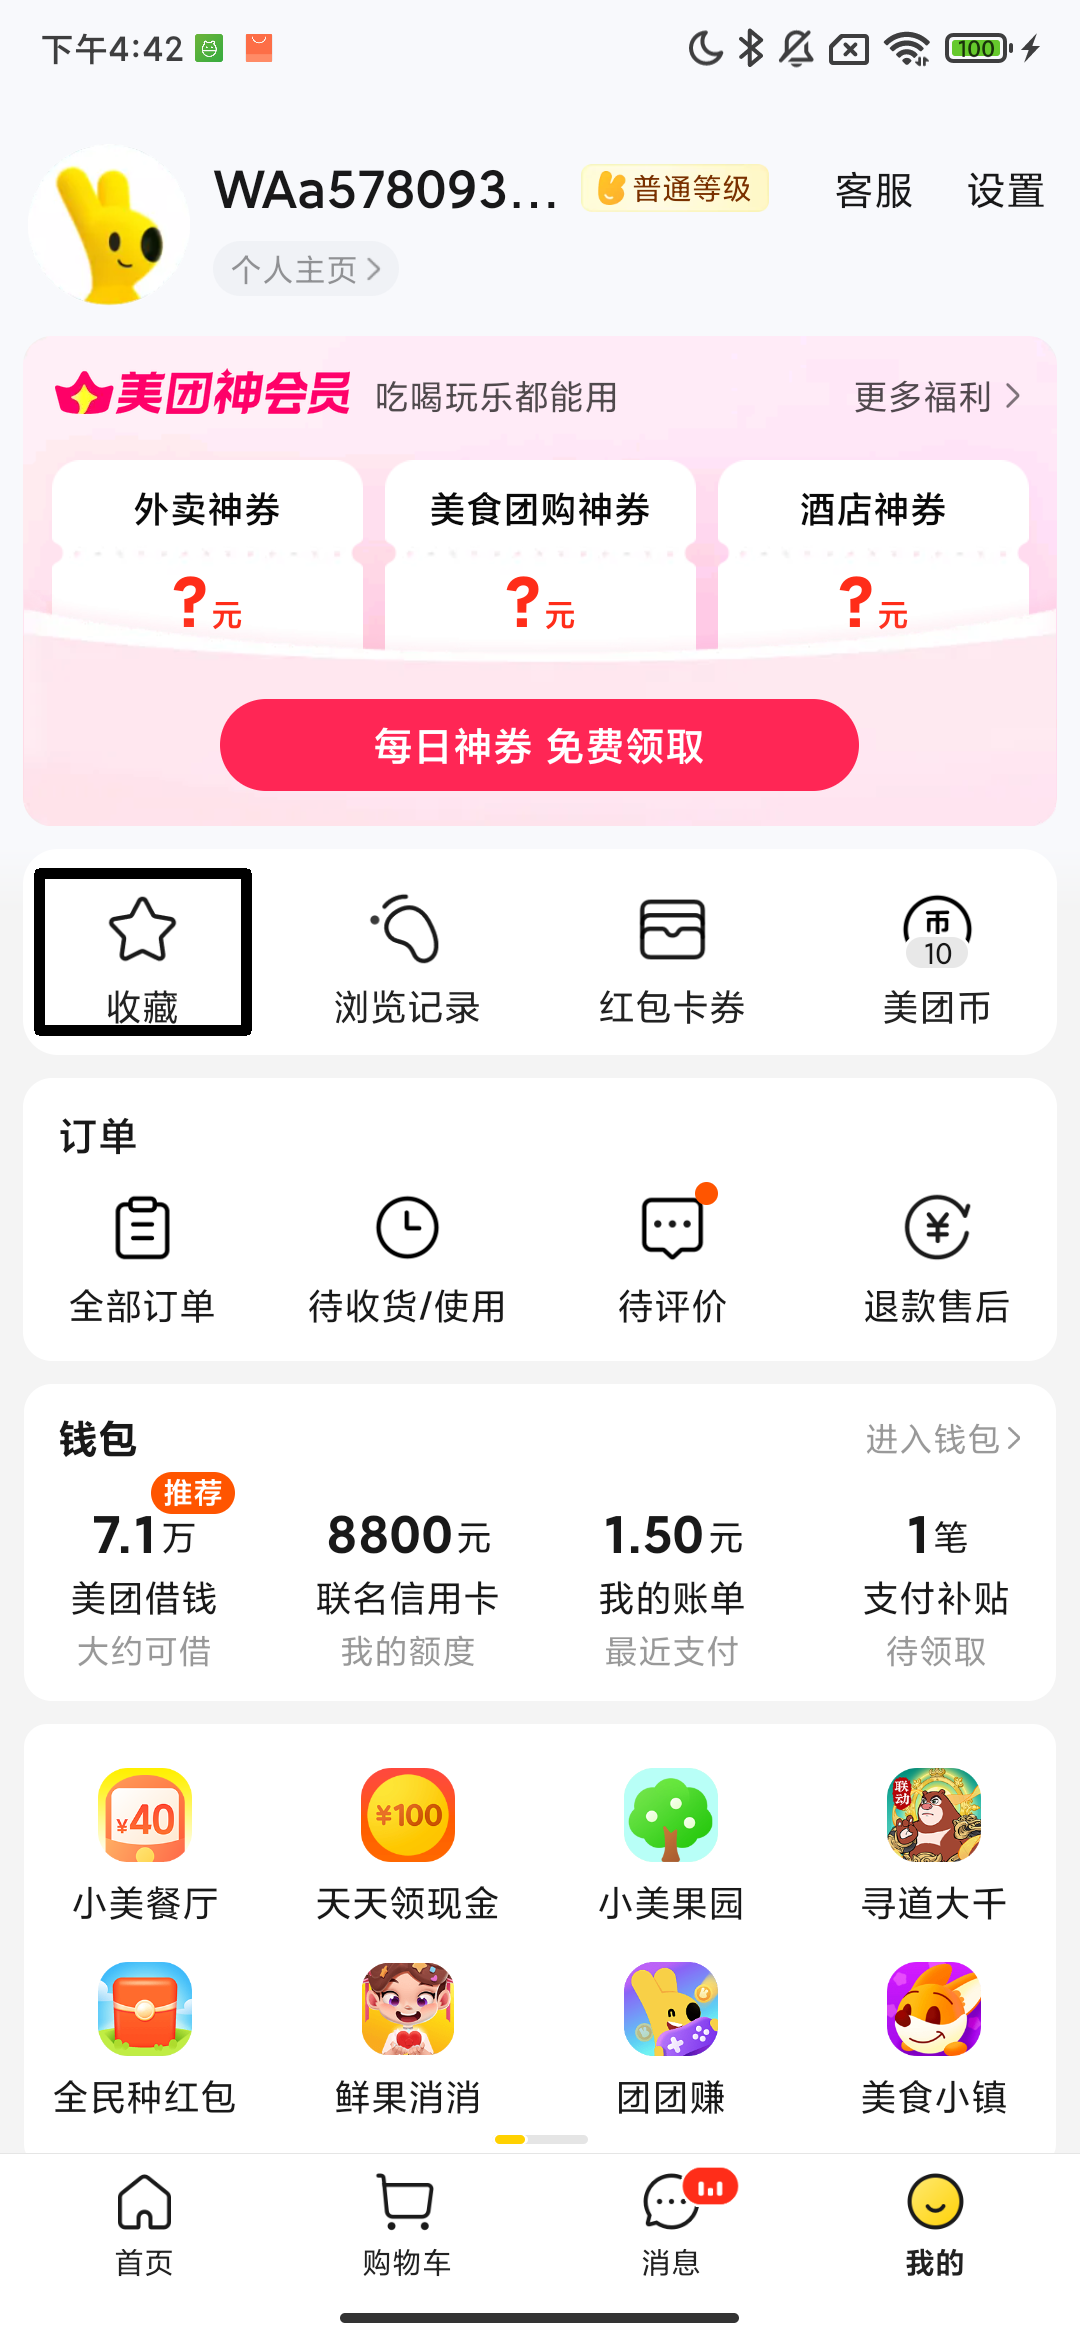 下午4:42
100
WAa578093...
普通等级
客服
设置
个人主页
美团神会员
吃喝玩乐都能用
更多福利
外卖神券
美食团购神券
酒店神券
?元
?元
?元
每日神券 免费领取
币
10
收藏
浏览记录
红包卡券
美团币
订单
¥
全部订单
待收货/使用
待评价
退款售后
钱包
进入钱包
推荐
7.1万
8800元
1.50元
1笔
美团借钱
联名信用卡
我的账单
支付补贴
大约可借
我的额度
最近支付
待领取
¥40
¥100
联动
小美餐厅
天天领现金
小美果园
寻道大千
全民种红包
鲜果消消
团团赚
美食小镇
首页
购物车
消息
我的